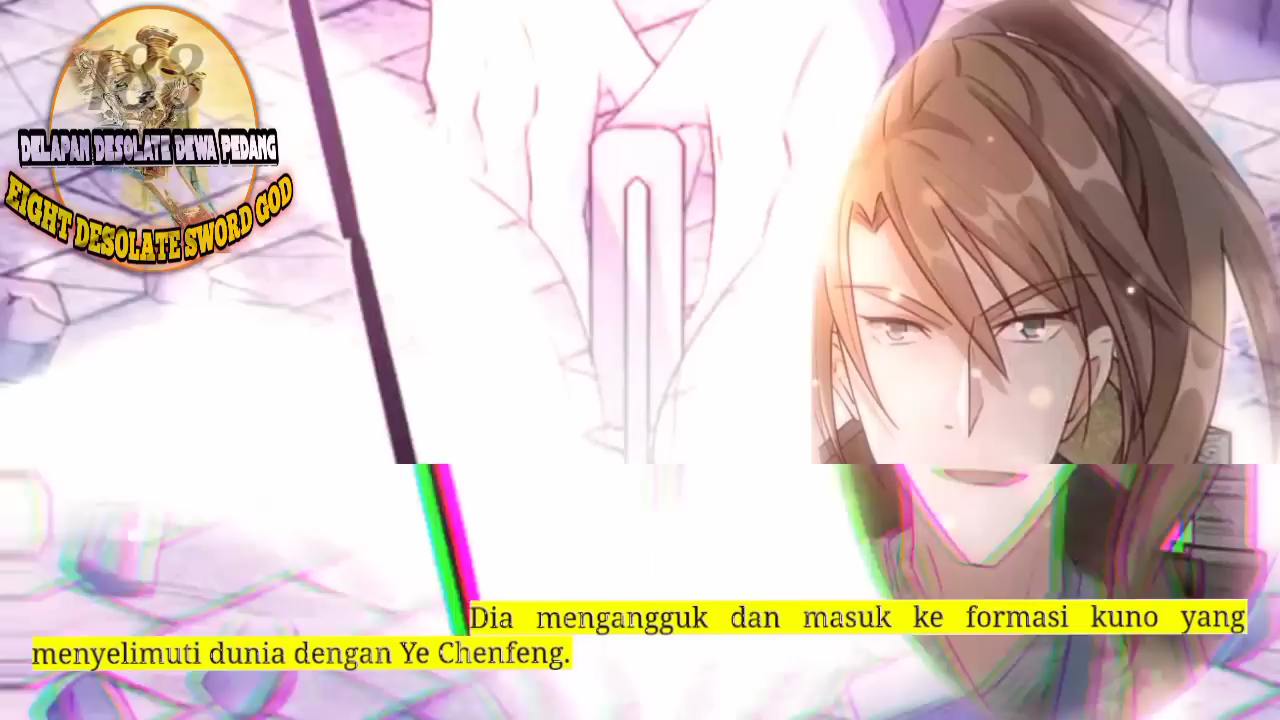 788
DELAPAN DESOLATE DEWA PEDANG
EIGHT DESOLATE SWORD GOD
Dia mengangguk dan masuk ke formasi kuno yang
menyelimuti dunia dengan Ye Chenfeng.